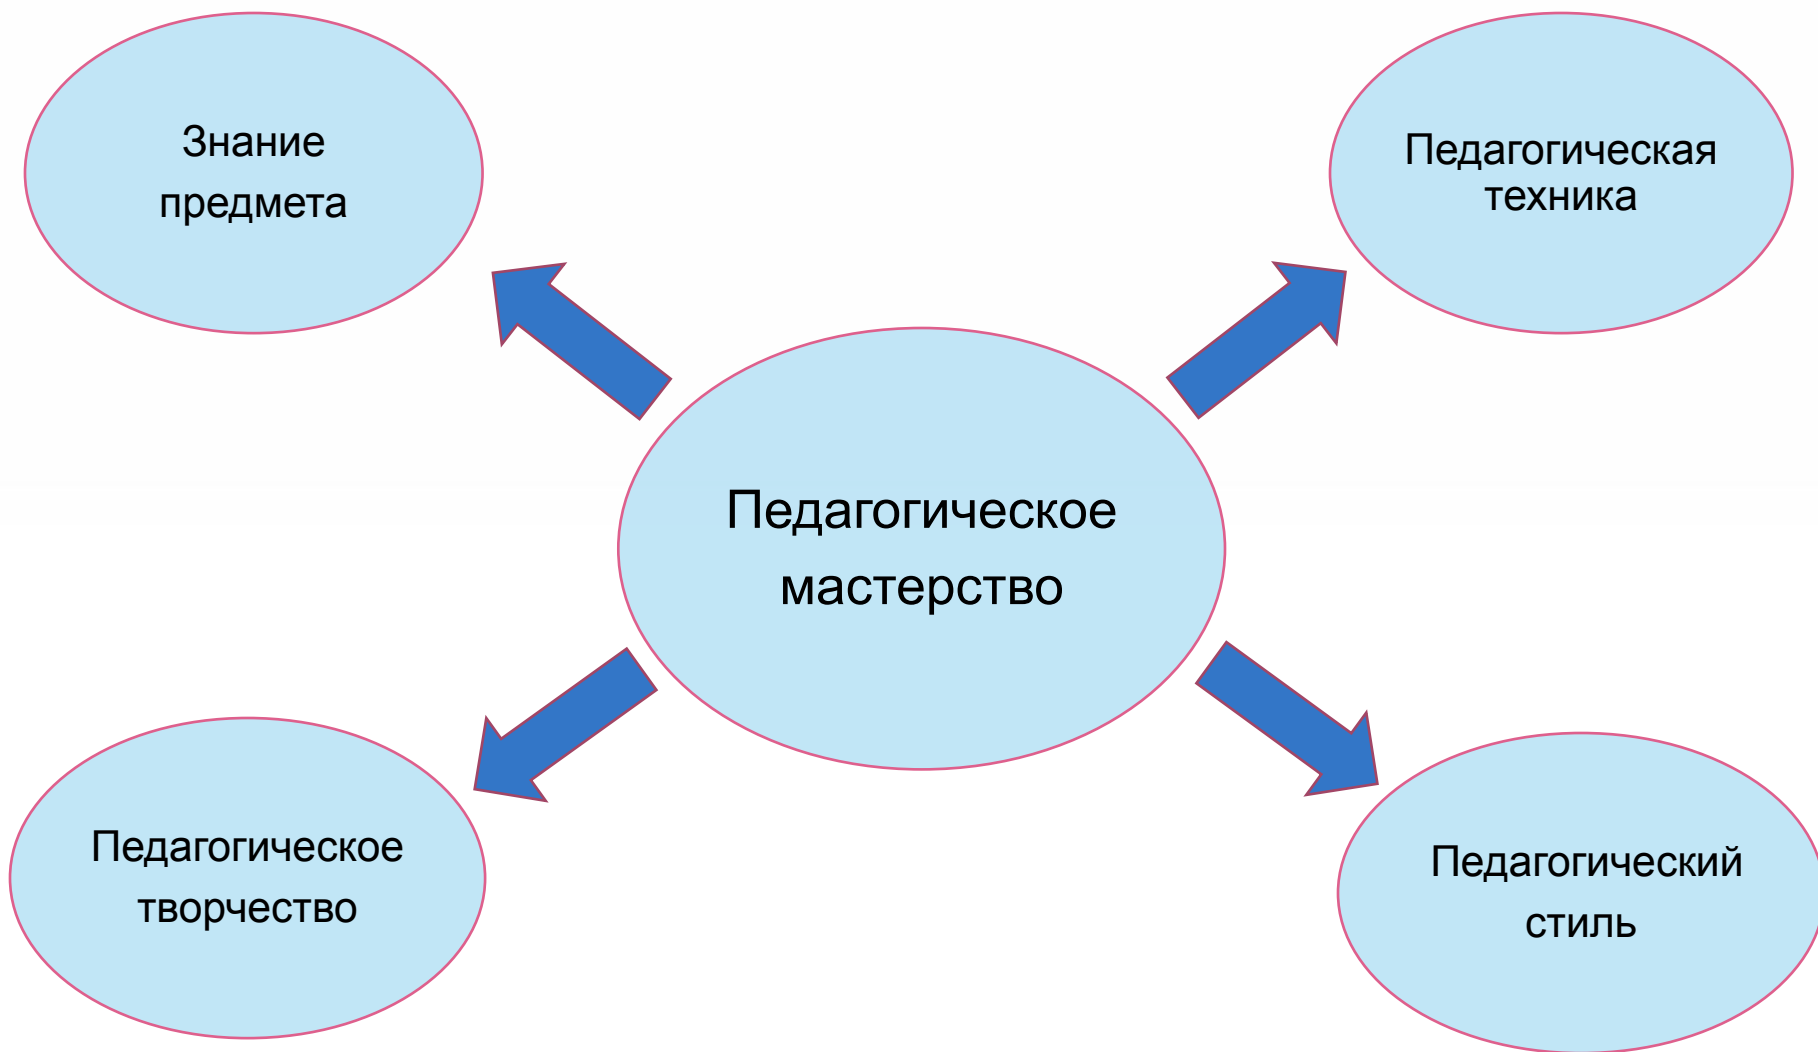 Знание
предмета
Педагогическая
техника
Педагогическое
мастерство
Педагогическое
творчество
Педагогический
стиль